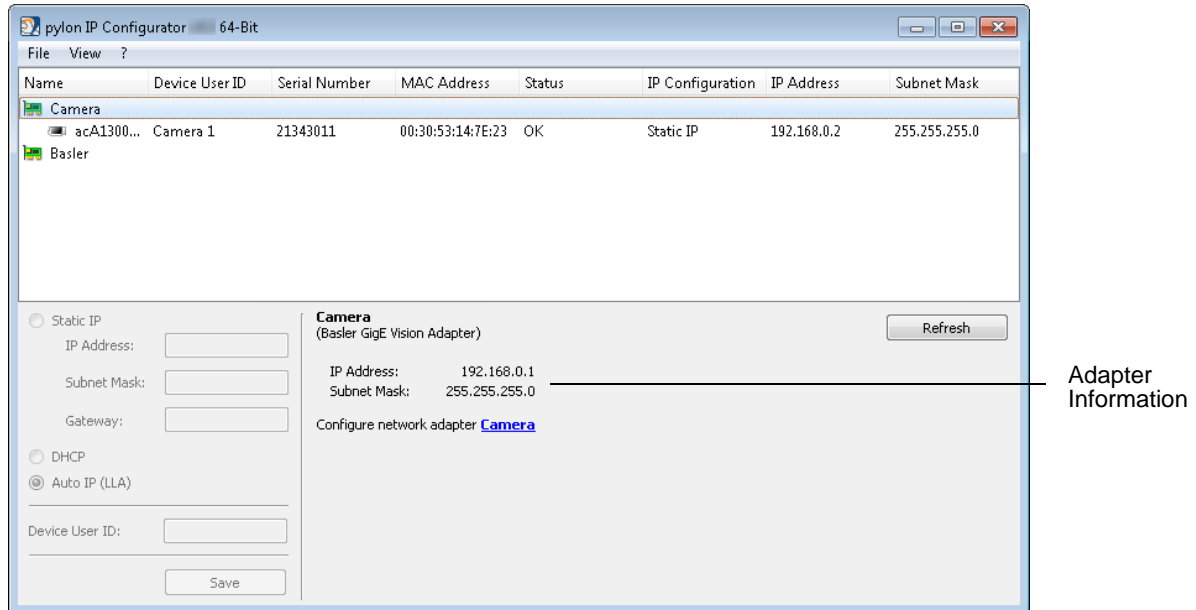 pylon IP Configurator 64-Bit
File View ?
Name Device User ID Serial Number MAC Address Status IP Configuration IP Address Subnet Mask
Camera
acA1300... Camera 1 21343011 00:30:53:14:7E:23 OK Static IP 192.168.0.2 255.255.255.0
Basler
Static IP
IP Address:
Subnet Mask:
Gateway:
DHCP
Auto IP (LLA)
Device User ID:
Save
Camera
(Basler GigE Vision Adapter)
IP Address: 192.168.0.1
Subnet Mask: 255.255.255.0
Configure network adapter Camera
Refresh
Adapter
Information